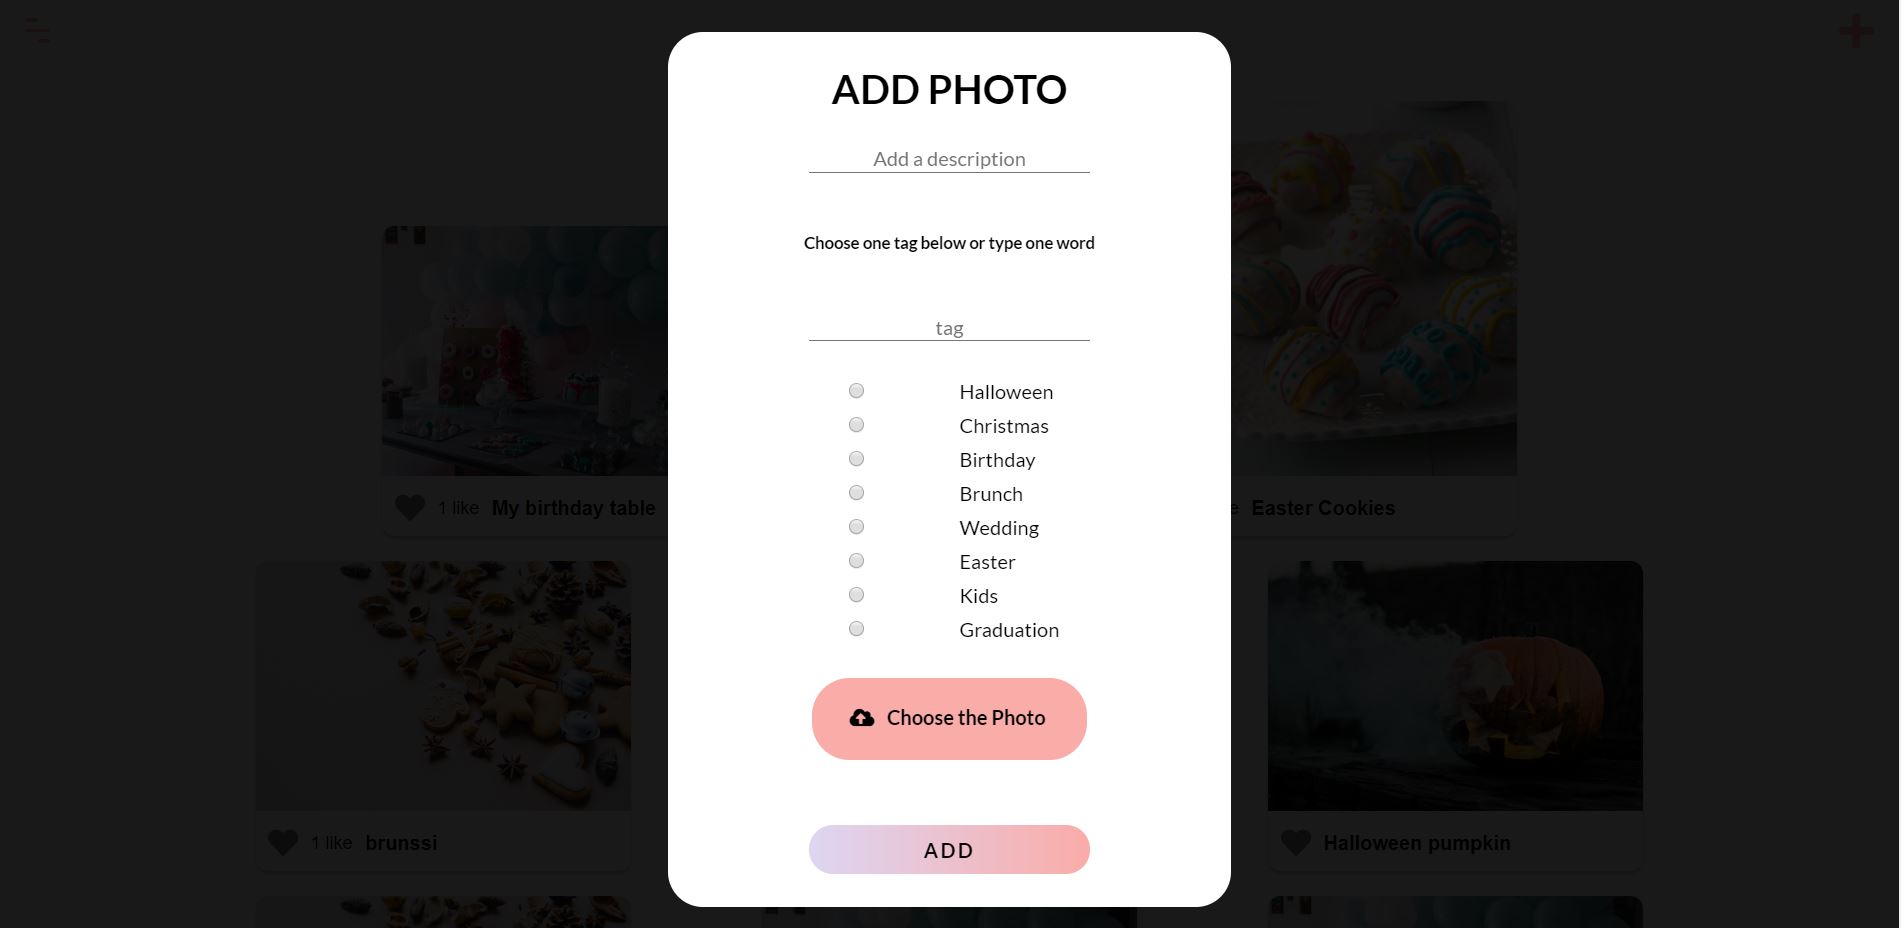 ADD PHOTO
Add a description
Choose one tag below or type one word
tag
Halloween
Christmas
Birthday
Brunch
Wedding
Easter
Kids
Graduation
Choose the Photo
ADD
1 like My birthday table
Easter Cookies
1 like brunssi
Halloween pumpkin